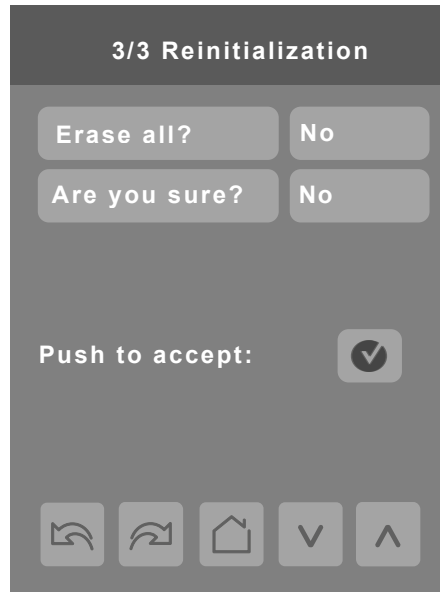 3/3 Reinitialization
Erase all? No
Are you sure? No
Push to accept: